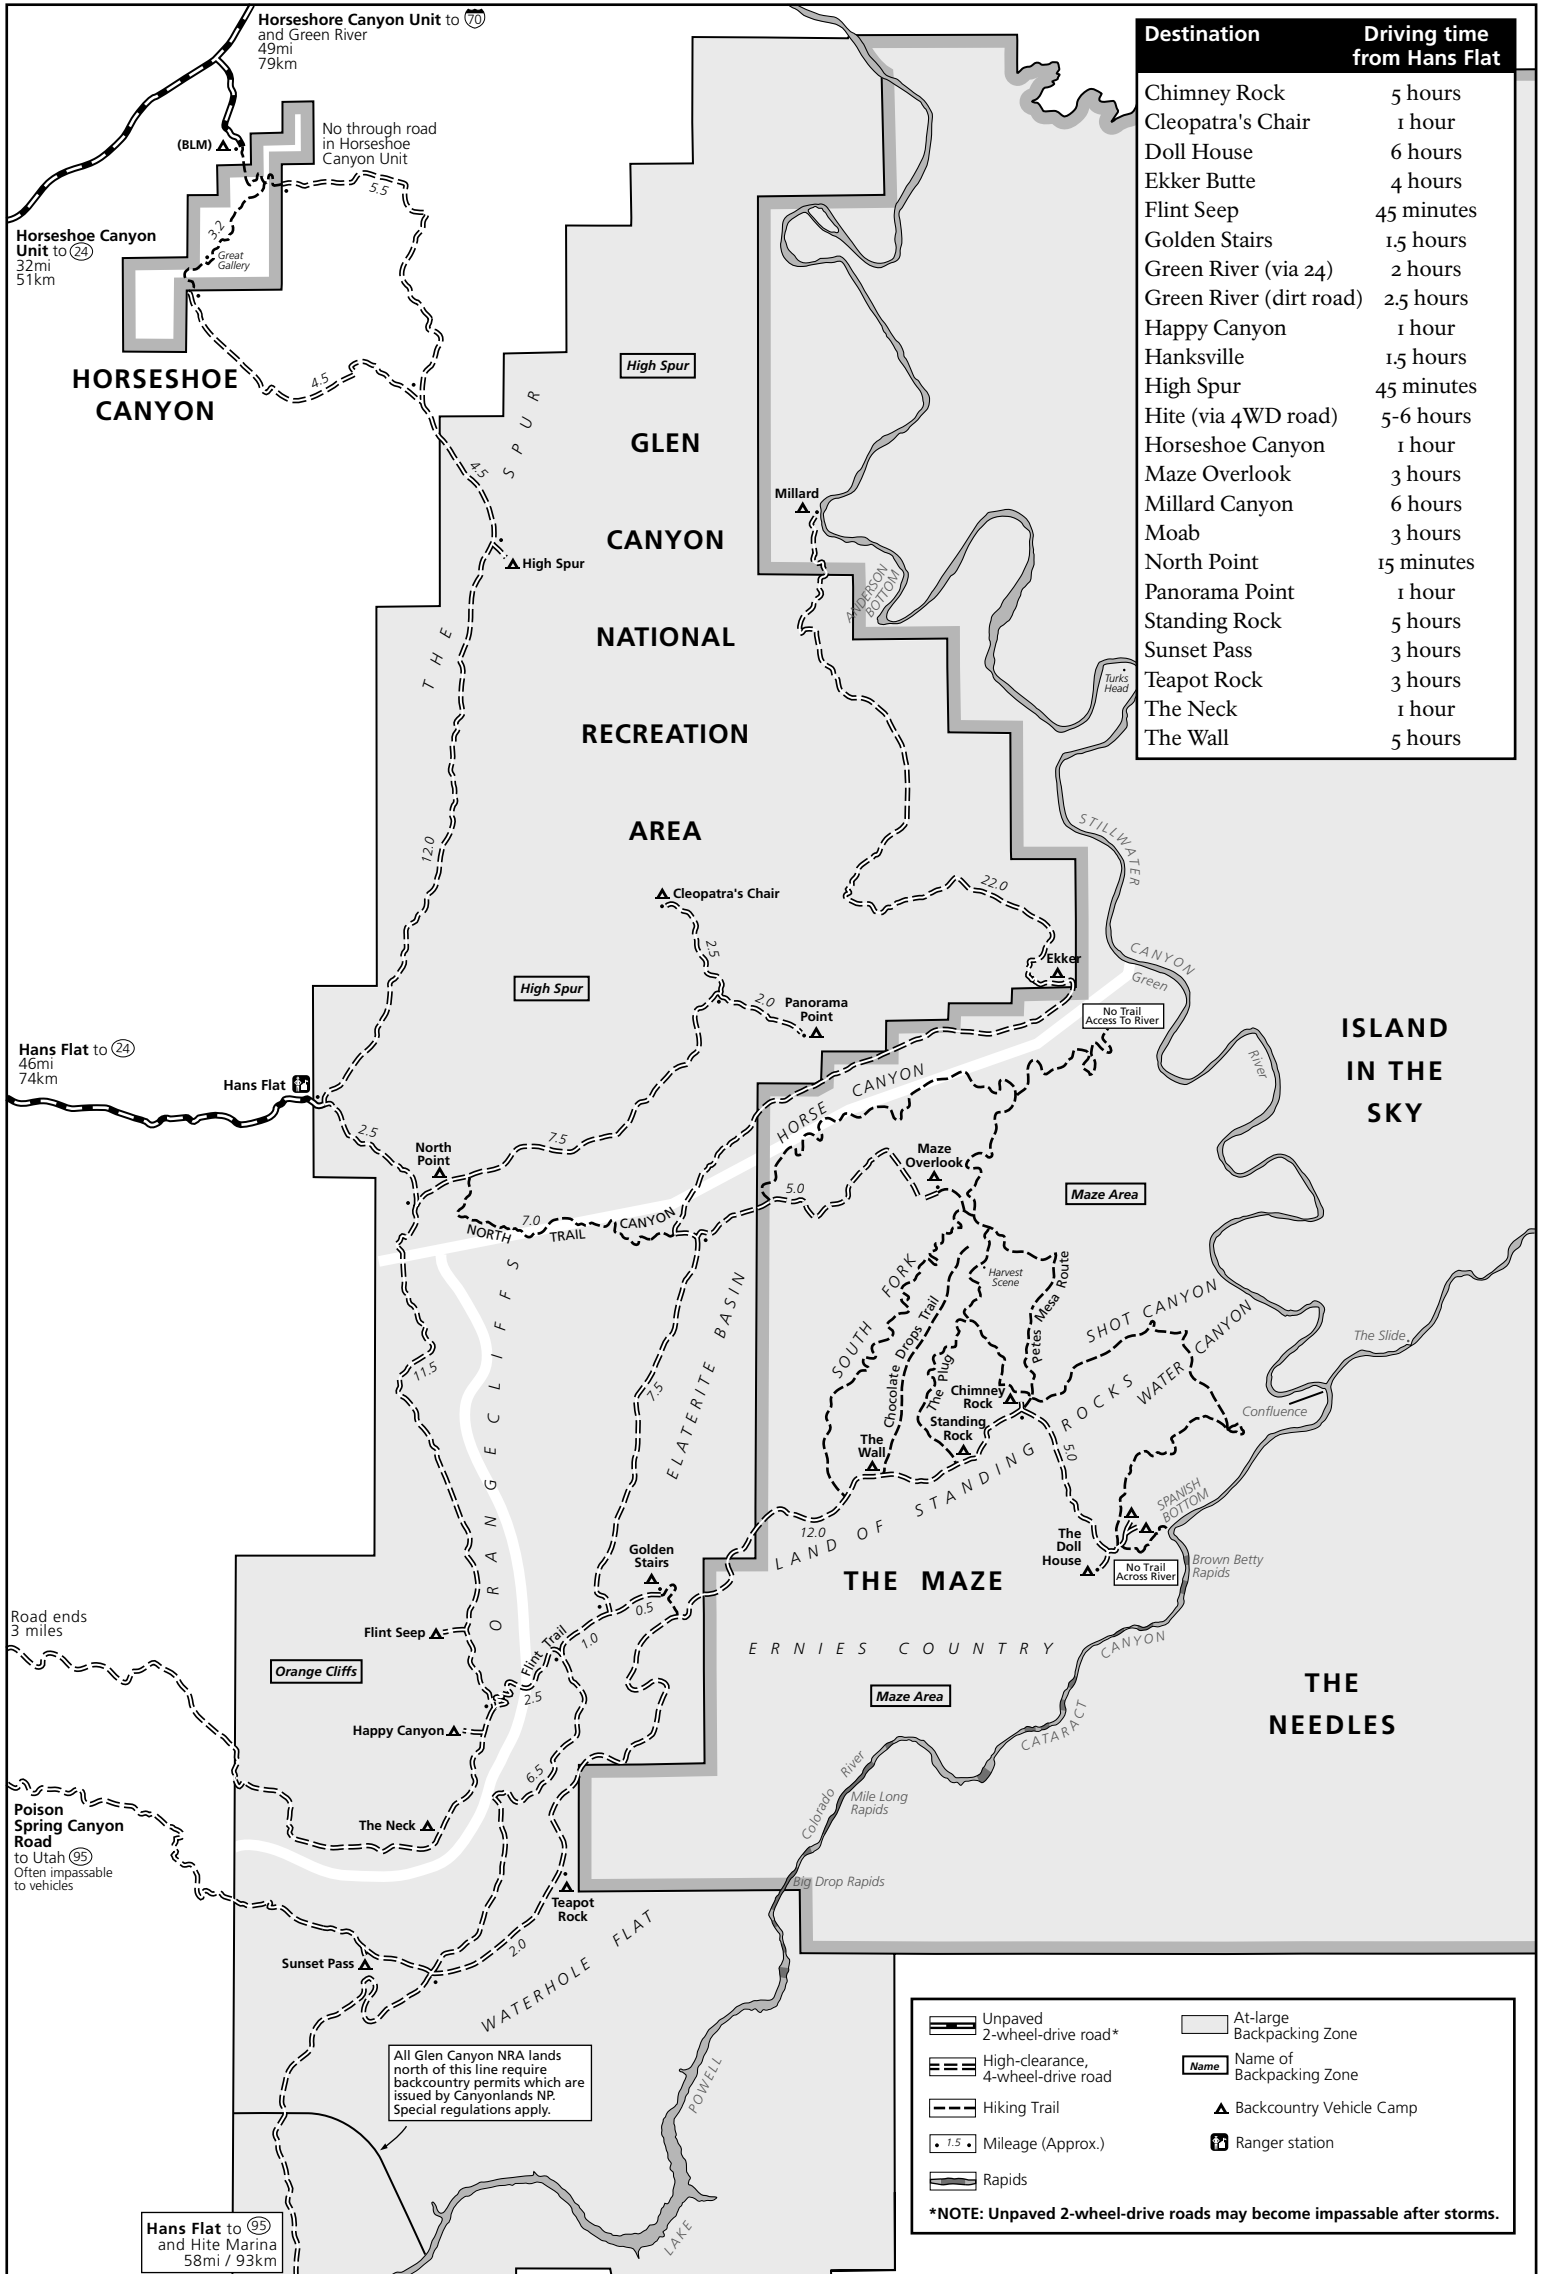 Horseshore Canyon Unit to 70
and Green River
49mi
79km
Destination Driving time
from Hans Flat
Chimney Rock 5 hours
Cleopatra's Chair 1 hour
Doll House 6 hours
Ekker Butte 4 hours
Flint Seep 45 minutes
Golden Stairs 1.5 hours
Green River (via 24) 2 hours
Green River (dirt road) 2.5 hours
Happy Canyon 1 hour
Hanksville 1.5 hours
High Spur 45 minutes
Hite (via 4WD road) 5-6 hours
Horseshoe Canyon 1 hour
Maze Overlook 3 hours
Millard Canyon 6 hours
Moab 3 hours
North Point 15 minutes
Panorama Point 1 hour
Standing Rock 5 hours
Sunset Pass 3 hours
Teapot Rock 3 hours
The Neck 1 hour
The Wall 5 hours
(BLM)
No through road
in Horseshoe
Canyon Unit
5.5
3.2
Great
Gallery
Horseshoe Canyon
Unit to 24
32mi
51km
HORSESHOE
CANYON
4.5
4.5
THE SPUR
High Spur
GLEN
CANYON
NATIONAL
RECREATION
AREA
High Spur
Millard
ANDERSON
BOTTOM
Turks
Head
STILLWATER
CANYON
Green
River
12.0
22.0
Cleopatra's Chair
2.5
2.0
Panorama
Point
High Spur
Ekker
No Trail
Access To River
ISLAND
IN THE
SKY
Hans Flat to 24
46mi
74km
Hans Flat
2.5
North
Point
7.5
HORSE CANYON
Maze
Overlook
5.0
Maze Area
7.0
NORTH TRAIL CANYON
ORANGE CLIFFS
11.5
ELATERITE BASIN
7.5
SOUTH FORK
Chocolate Drops Trail
The Plug
Harvest
Scene
Petes Mesa Route
SHOT CANYON
WATER CANYON
The Slide
Confluence
Chimney
Rock
Standing
Rock
The
Wall
5.0
LAND OF STANDING ROCKS
12.0
SPANISH
BOTTOM
The
Doll
House
No Trail
Across River
Brown Betty
Rapids
Golden
Stairs
0.5
1.0
THE MAZE
ERNIES COUNTRY
Maze Area
CATARACT
CANYON
THE
NEEDLES
Road ends
3 miles
Flint Seep
Flint Trail
2.5
Orange Cliffs
Happy Canyon
6.5
The Neck
Poison
Spring Canyon
Road
to Utah 95
Often impassable
to vehicles
Colorado River
Mile Long
Rapids
Big Drop Rapids
Teapot
Rock
2.0
WATERHOLE FLAT
Sunset Pass
All Glen Canyon NRA lands
north of this line require
backcountry permits which are
issued by Canyonlands NP.
Special regulations apply.
LAKE POWELL
Hans Flat to 95
and Hite Marina
58mi / 93km
Unpaved
2-wheel-drive road*
High-clearance,
4-wheel-drive road
Hiking Trail
1.5 Mileage (Approx.)
Rapids
At-large
Backpacking Zone
Name Name of
Backpacking Zone
Backcountry Vehicle Camp
Ranger station
*NOTE: Unpaved 2-wheel-drive roads may become impassable after storms.